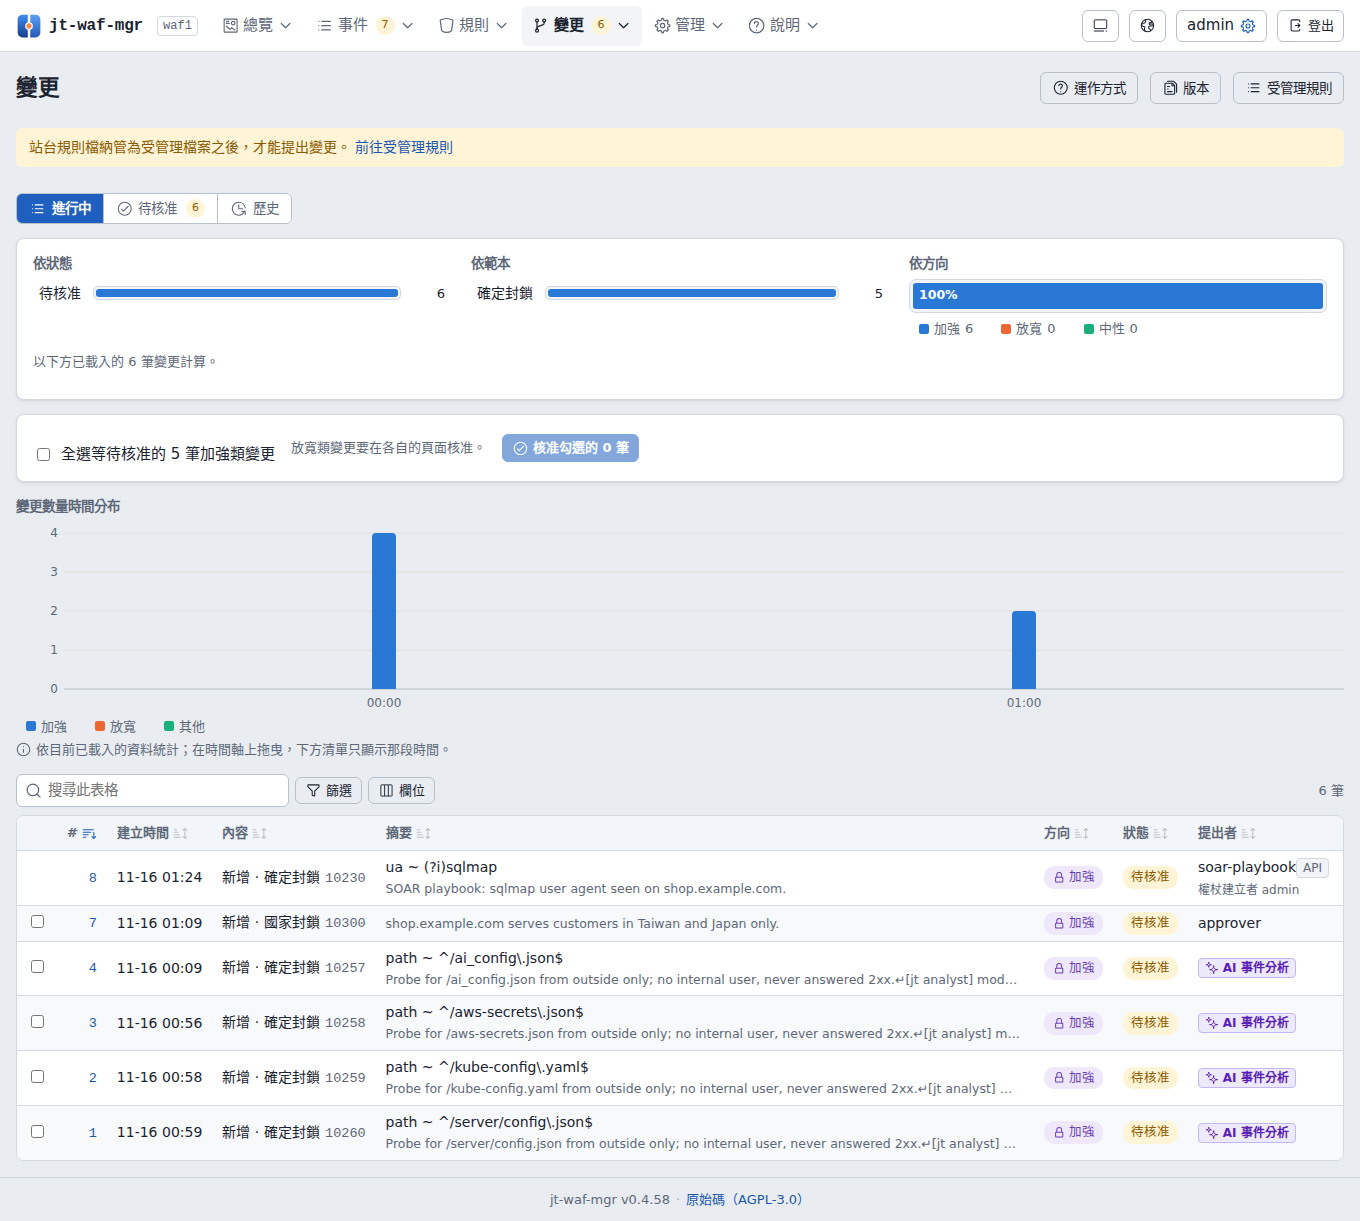 jt-waf-mgr waf1 總覽 事件 7 規則 變更 6 管理 說明 admin 登出
變更 運作方式 版本 受管理規則
站台規則檔納管為受管理檔案之後，才能提出變更。 前往受管理規則
進行中 待核准 6 歷史
依狀態 依範本 依方向
待核准 6 確定封鎖 5 100%
加強 6 放寬 0 中性 0
以下方已載入的 6 筆變更計算。
全選等待核准的 5 筆加強類變更 放寬類變更要在各自的頁面核准。 核准勾選的 0 筆
變更數量時間分布
4
3
2
1
0
00:00 01:00
加強 放寬 其他
依目前已載入的資料統計；在時間軸上拖曳，下方清單只顯示那段時間。
搜尋此表格 篩選 欄位 6 筆
# 建立時間 內容 摘要 方向 狀態 提出者
8 11-16 01:24 新增 · 確定封鎖 10230 ua ~ (?i)sqlmap 加強 待核准 soar-playbook API
SOAR playbook: sqlmap user agent seen on shop.example.com. 權杖建立者 admin
7 11-16 01:09 新增 · 國家封鎖 10300 shop.example.com serves customers in Taiwan and Japan only. 加強 待核准 approver
4 11-16 00:09 新增 · 確定封鎖 10257 path ~ ^/ai_config\.json$ 加強 待核准 AI 事件分析
Probe for /ai_config.json from outside only; no internal user, never answered 2xx.↵[jt analyst] mod…
3 11-16 00:56 新增 · 確定封鎖 10258 path ~ ^/aws-secrets\.json$ 加強 待核准 AI 事件分析
Probe for /aws-secrets.json from outside only; no internal user, never answered 2xx.↵[jt analyst] m…
2 11-16 00:58 新增 · 確定封鎖 10259 path ~ ^/kube-config\.yaml$ 加強 待核准 AI 事件分析
Probe for /kube-config.yaml from outside only; no internal user, never answered 2xx.↵[jt analyst] …
1 11-16 00:59 新增 · 確定封鎖 10260 path ~ ^/server/config\.json$ 加強 待核准 AI 事件分析
Probe for /server/config.json from outside only; no internal user, never answered 2xx.↵[jt analyst] …
jt-waf-mgr v0.4.58 · 原始碼（AGPL-3.0）